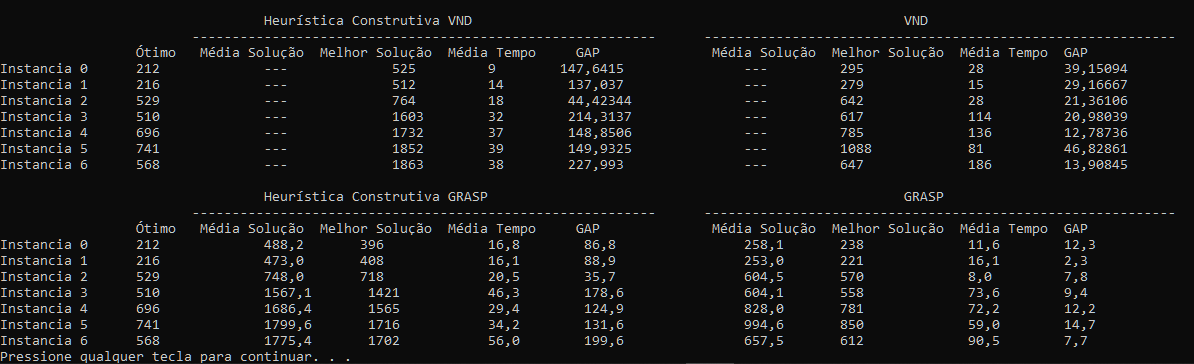 Heurística Construtiva VND VND
---------------------------------------------------------- -----------------------------------------------------------
Ótimo Média Solução Melhor Solução Média Tempo GAP Média Solução Melhor Solução Média Tempo GAP
Instancia 0 212 --- 525 9 147,6415 --- 295 28 39,15094
Instancia 1 216 --- 512 14 137,037 --- 279 15 29,16667
Instancia 2 529 --- 764 18 44,42344 --- 642 28 21,36106
Instancia 3 510 --- 1603 32 214,3137 --- 617 114 20,98039
Instancia 4 696 --- 1732 37 148,8506 --- 785 136 12,78736
Instancia 5 741 --- 1852 39 149,9325 --- 1088 81 46,82861
Instancia 6 568 --- 1863 38 227,993 --- 647 186 13,90845
Heurística Construtiva GRASP GRASP
---------------------------------------------------------- -----------------------------------------------------------
Ótimo Média Solução Melhor Solução Média Tempo GAP Média Solução Melhor Solução Média Tempo GAP
Instancia 0 212 488,2 396 16,8 86,8 258,1 238 11,6 12,3
Instancia 1 216 473,0 408 16,1 88,9 253,0 221 16,1 2,3
Instancia 2 529 748,0 718 20,5 35,7 604,5 570 8,0 7,8
Instancia 3 510 1567,1 1421 46,3 178,6 604,1 558 73,6 9,4
Instancia 4 696 1686,4 1565 29,4 124,9 828,0 781 72,2 12,2
Instancia 5 741 1799,6 1716 34,2 131,6 994,6 850 59,0 14,7
Instancia 6 568 1775,4 1702 56,0 199,6 657,5 612 90,5 7,7
Pressione qualquer tecla para continuar. . .